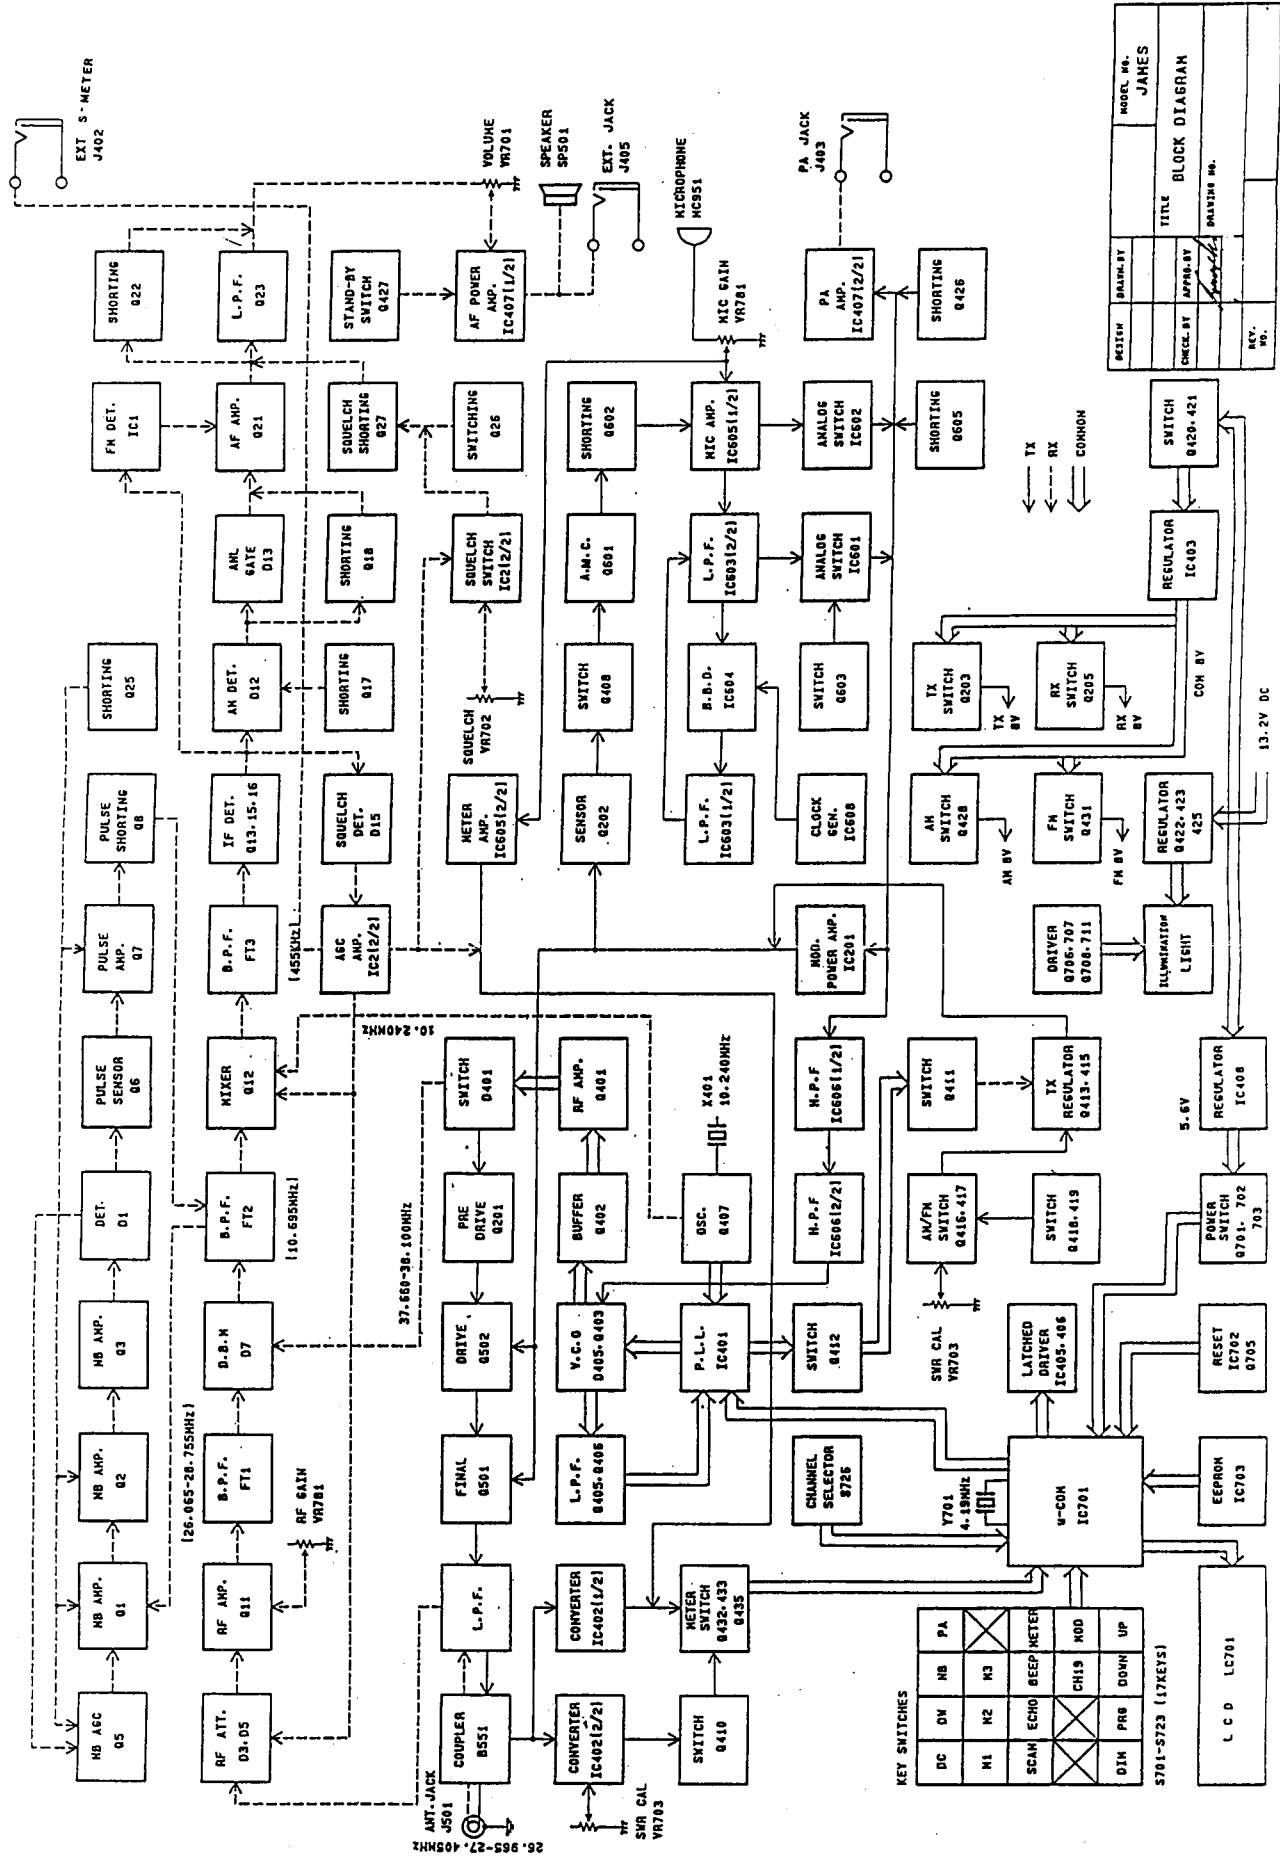 EXT S-METER
J402
SHORTING
Q25
SHORTING
Q22
FM DET.
IC1
NB AGC
Q5
NB AMP.
Q1
NB AMP.
Q2
NB AMP.
Q3
DET.
D1
PULSE
SENSOR
Q6
PULSE
AMP.
Q7
PULSE
SHORTING
Q8
[26.065-28.755MHz]
RF ATT.
D3.D5
RF AMP.
Q11
B.P.F.
FT1
D.B.M
D7
B.P.F.
FT2
MIXER
Q12
B.P.F.
FT3
IF DET.
Q13.15.16
AM DET.
D12
ANL
GATE
D13
AF AMP.
Q21
L.P.F.
Q23
[10.695MHz]
[455KHz]
RF GAIN
VR781
AGC
AMP.
IC2[2/2]
SQUELCH
DET.
D15
SHORTING
Q17
SHORTING
Q18
SQUELCH
SHORTING
Q27
STAND-BY
SWITCH
Q427
37.660-38.100MHz
10.240MHz
ANT.JACK
J501
26.965-27.405MHz
COUPLER
B551
L.P.F.
FINAL
Q501
DRIVE
Q502
PRE
DRIVE
Q201
SWITCH
D401
METER
AMP.
IC605[2/2]
SQUELCH
VR702
SQUELCH
SWITCH
IC2[2/2]
SWITCHING
Q26
AF POWER
AMP.
IC407[1/2]
VOLUME
VR701
SPEAKER
SP501
EXT. JACK
J405
SWR CAL
VR703
CONVERTER
IC402[2/2]
CONVERTER
IC402[1/2]
L.P.F.
Q405.Q406
V.C.O
D405.Q403
BUFFER
Q402
RF AMP.
Q401
SENSOR
Q202
SWITCH
Q408
A.M.C.
Q601
SHORTING
Q602
MICROPHONE
MC951
SWITCH
Q410
METER
SWITCH
Q432.433
Q435
P.L.L.
IC401
OSC.
Q407
X401
10.240MHz
L.P.F.
IC603[1/2]
B.B.D.
IC604
L.P.F.
IC603[2/2]
MIC AMP.
IC605[1/2]
MIC GAIN
VR781
CHANNEL
SELECTOR
S726
SWITCH
Q412
H.P.F
IC606[2/2]
H.P.F
IC606[1/2]
MOD.
POWER AMP.
IC201
CLOCK
GEN.
IC608
SWITCH
Q603
ANALOG
SWITCH
IC601
ANALOG
SWITCH
IC602
PA
AMP.
IC407[2/2]
PA JACK
J403
SWR CAL
VR703
AM/FM
SWITCH
Q416.417
SWITCH
Q411
AM
SWITCH
Q428
AM 8V
TX
SWITCH
Q203
TX
8V
SHORTING
Q605
SHORTING
Q426
KEY SWITCHES
DC DW NB PA
M1 M2 M3
SCAN ECHO BEEP METER
CH19 MOD
DIM PRG DOWN UP
S701-S723 [17KEYS]
Y701
4.19MHz
W-COM
IC701
LATCHED
DRIVER
IC405.406
SWITCH
Q418.419
TX
REGULATOR
Q413.415
DRIVER
Q706.707
Q708.711
FM
SWITCH
Q431
FM 8V
RX
SWITCH
Q205
RX
8V
TX
RX
COMMON
L C D LC701
EEPROM
IC703
RESET
IC702
Q705
POWER
SWITCH
Q701. 702
703
5.6V
REGULATOR
IC408
ILLUMINATION
LIGHT
REGULATOR
Q422.423
425
COM 8V
REGULATOR
IC403
SWITCH
Q420.421
13.2V DC
DESIGN
DRAWN.BY
MODEL NO.
JAMES
CHECK.BY
APPRO.BY
TITLE
BLOCK DIAGRAM
DRAWING NO.
REV.
NO.